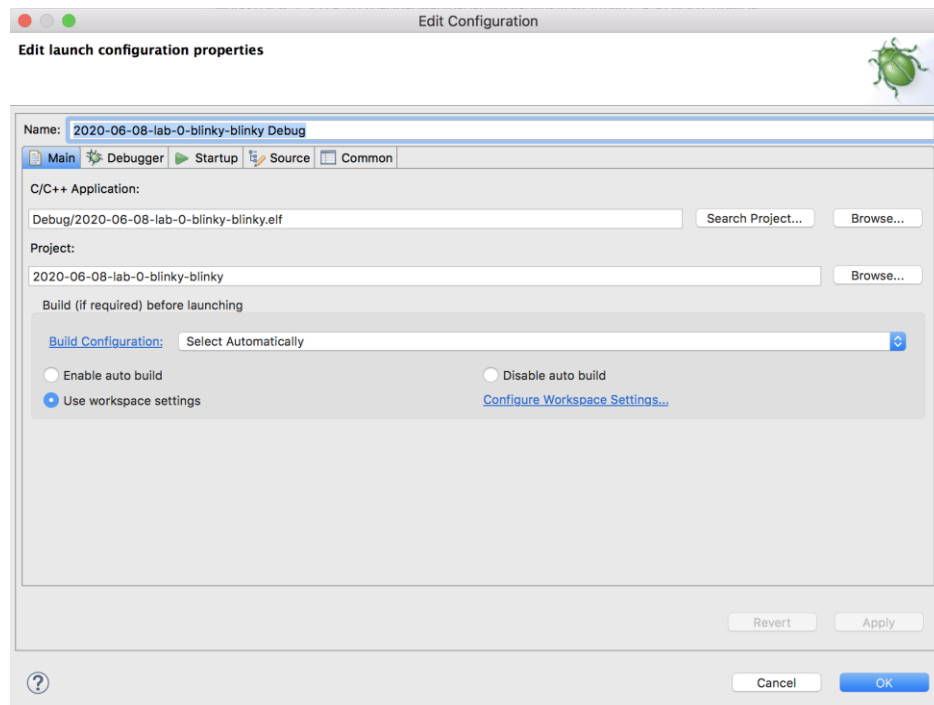 Edit Configuration
Edit launch configuration properties
Name: 2020-06-08-lab-0-blinky-blinky Debug
Main Debugger Startup Source Common
C/C++ Application:
Debug/2020-06-08-lab-0-blinky-blinky.elf Search Project... Browse...
Project:
2020-06-08-lab-0-blinky-blinky Browse...
Build (if required) before launching
Build Configuration: Select Automatically
Enable auto build Disable auto build
Use workspace settings Configure Workspace Settings...
Revert Apply
? Cancel OK